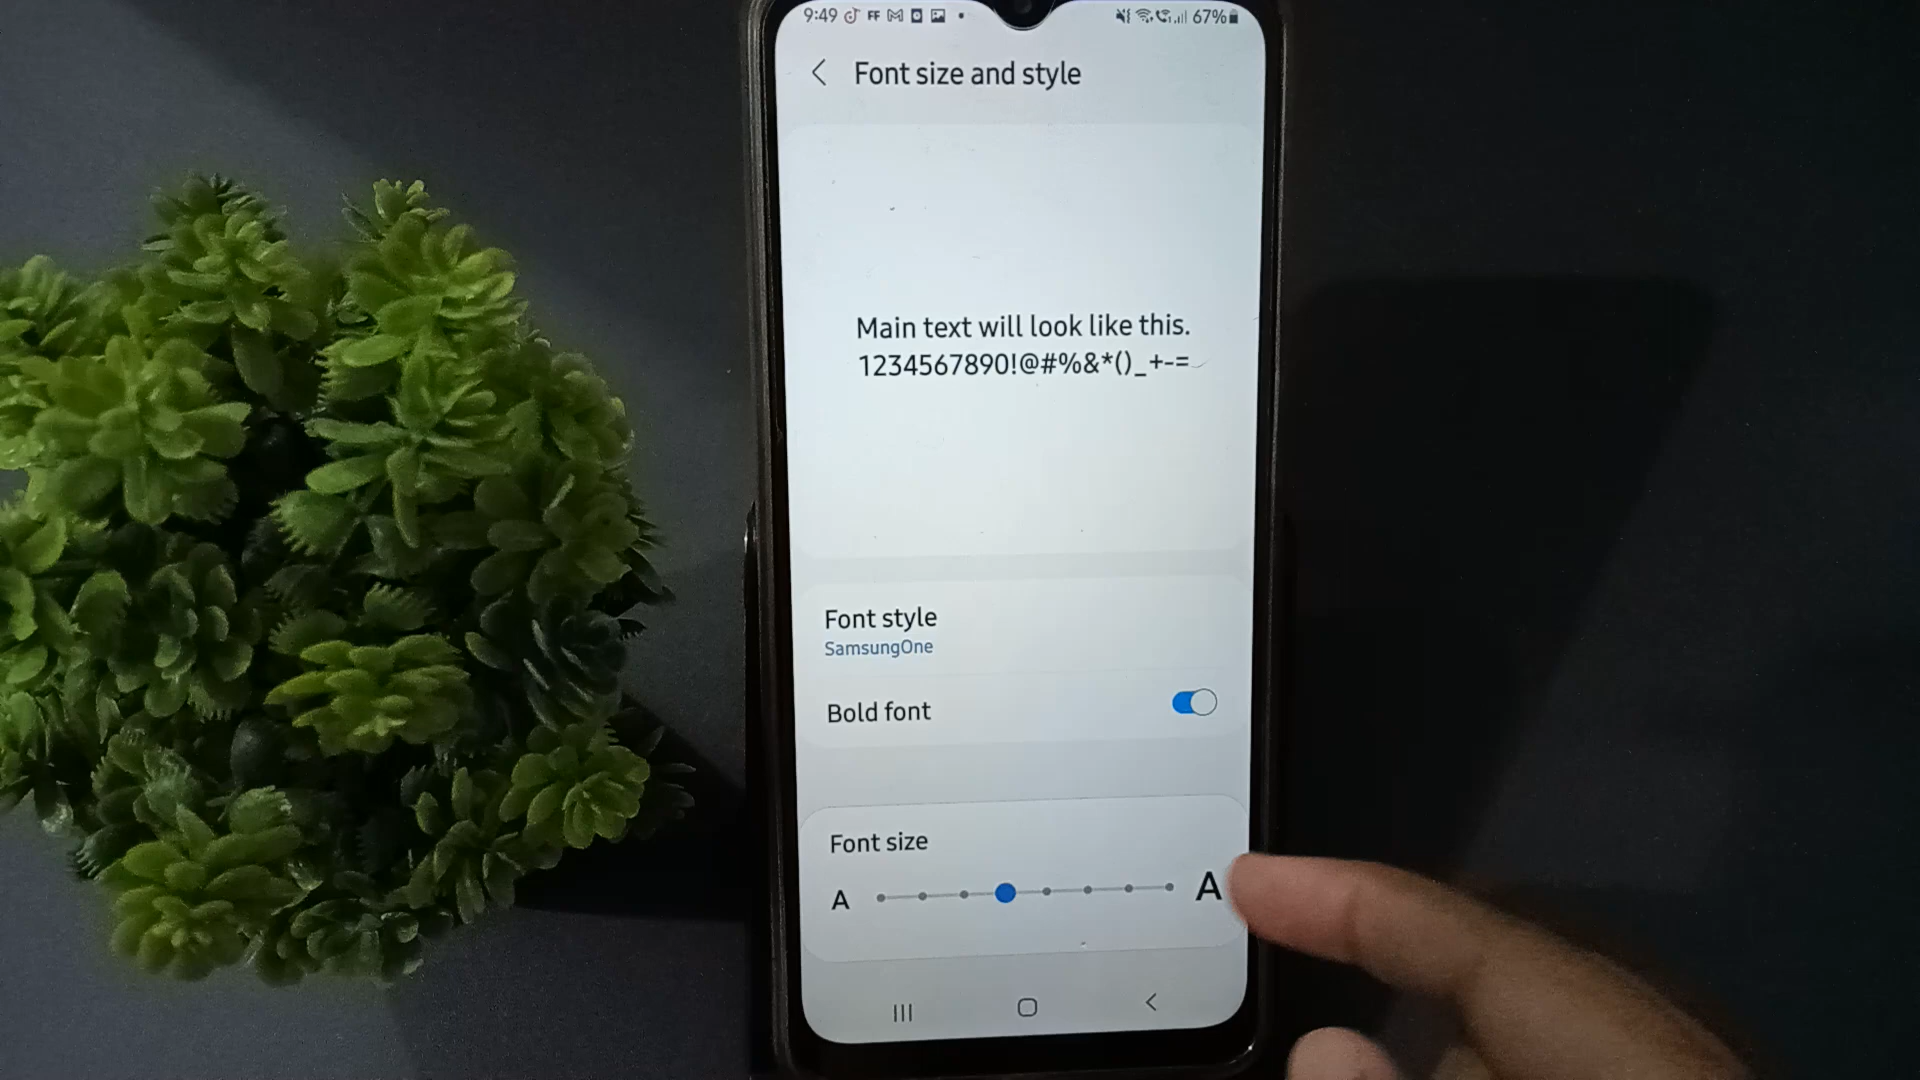 9:49 FF 67%
Font size and style
Main text will look like this.
1234567890!@#%&*()_+-=
Font style
SamsungOne
Bold font
Font size
A A